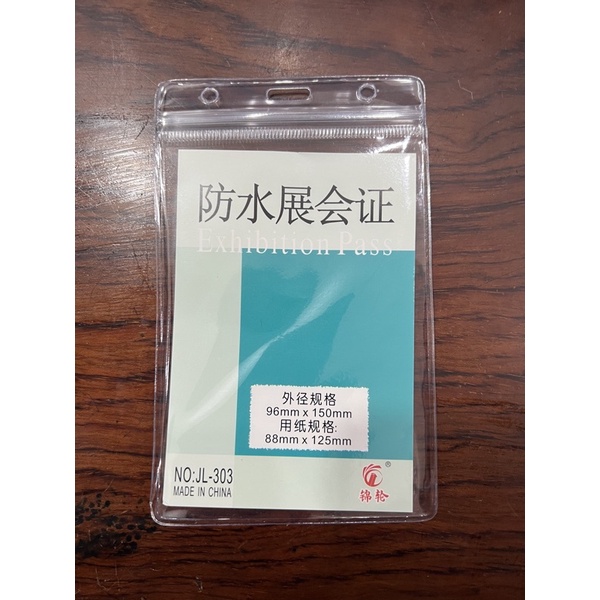 防水展会证
Exhibition Pass
外径规格
96mm x 150mm
用纸规格:
88mm x 125mm
NO:JL-303
MADE IN CHINA
®
锦轮